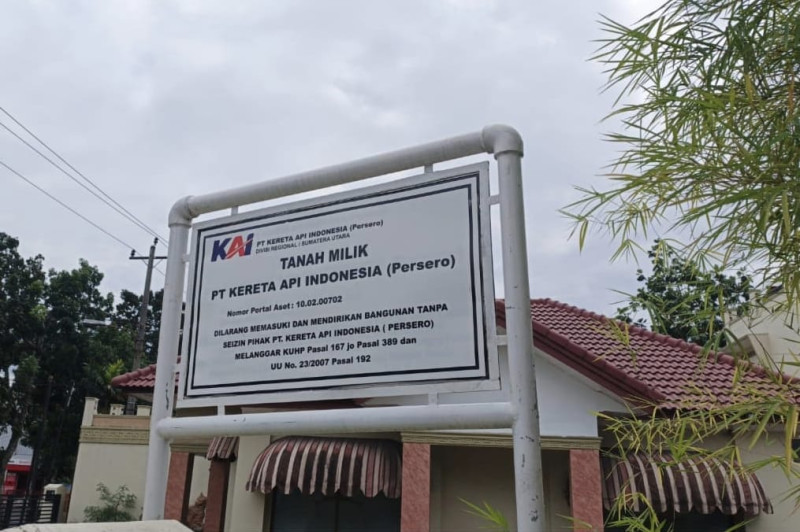 KAI PT KERETA API INDONESIA (Persero)
DIVISI REGIONAL I SUMATERA UTARA
TANAH MILIK
PT KERETA API INDONESIA (Persero)
Nomor Portal Aset : 10.02.00702
DILARANG MEMASUKI DAN MENDIRIKAN BANGUNAN TANPA
SEIZIN PIHAK PT. KERETA API INDONESIA ( PERSERO)
MELANGGAR KUHP Pasal 167 jo Pasal 389 dan
UU No. 23/2007 Pasal 192